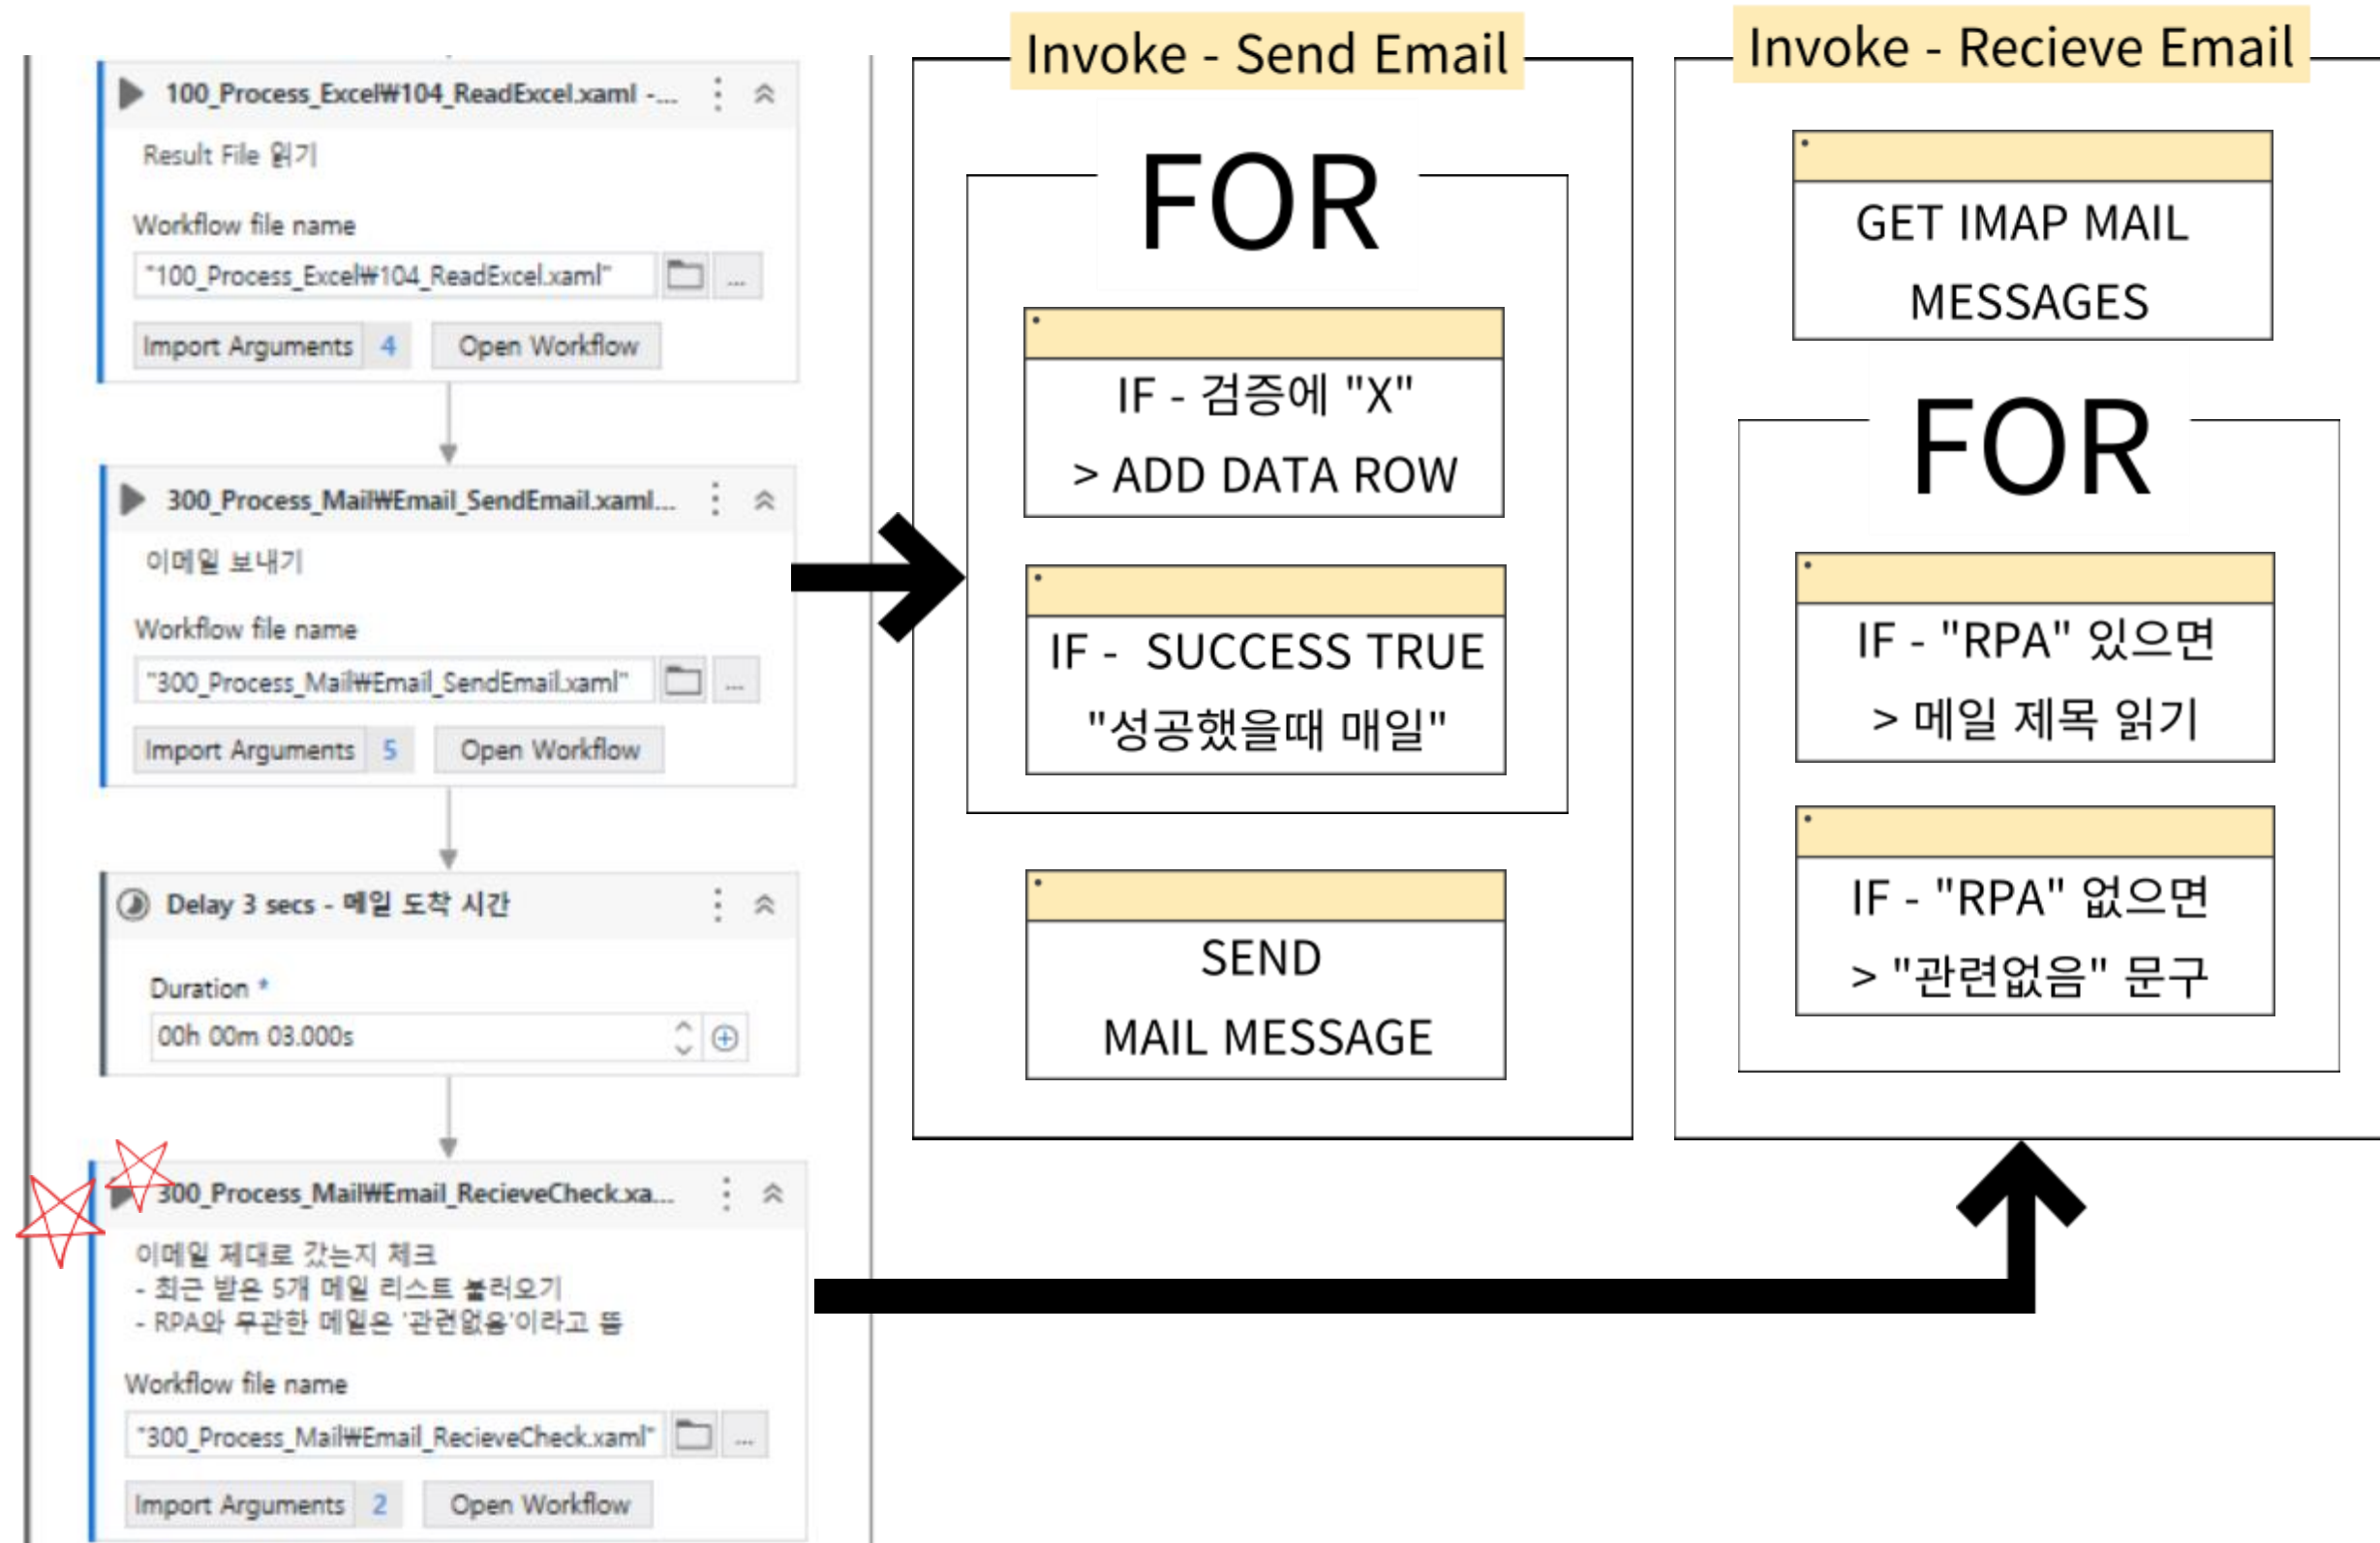 100_Process_Excel₩104_ReadExcel.xaml -...
Result File 읽기
Workflow file name
"100_Process_Excel₩104_ReadExcel.xaml"
...
Import Arguments 4
Open Workflow
300_Process_Mail₩Email_SendEmail.xaml...
이메일 보내기
Workflow file name
"300_Process_Mail₩Email_SendEmail.xaml"
...
Import Arguments 5
Open Workflow
Delay 3 secs - 메일 도착 시간
Duration *
00h 00m 03.000s
300_Process_Mail₩Email_RecieveCheck.xa...
이메일 제대로 갔는지 체크
- 최근 받은 5개 메일 리스트 불러오기
- RPA와 무관한 메일은 '관련없음'이라고 뜸
Workflow file name
"300_Process_Mail₩Email_RecieveCheck.xaml"
...
Import Arguments 2
Open Workflow
Invoke - Send Email
FOR
IF - 검증에 "X"
> ADD DATA ROW
IF - SUCCESS TRUE
"성공했을때 매일"
SEND
MAIL MESSAGE
Invoke - Recieve Email
GET IMAP MAIL
MESSAGES
FOR
IF - "RPA" 있으면
> 메일 제목 읽기
IF - "RPA" 없으면
> "관련없음" 문구